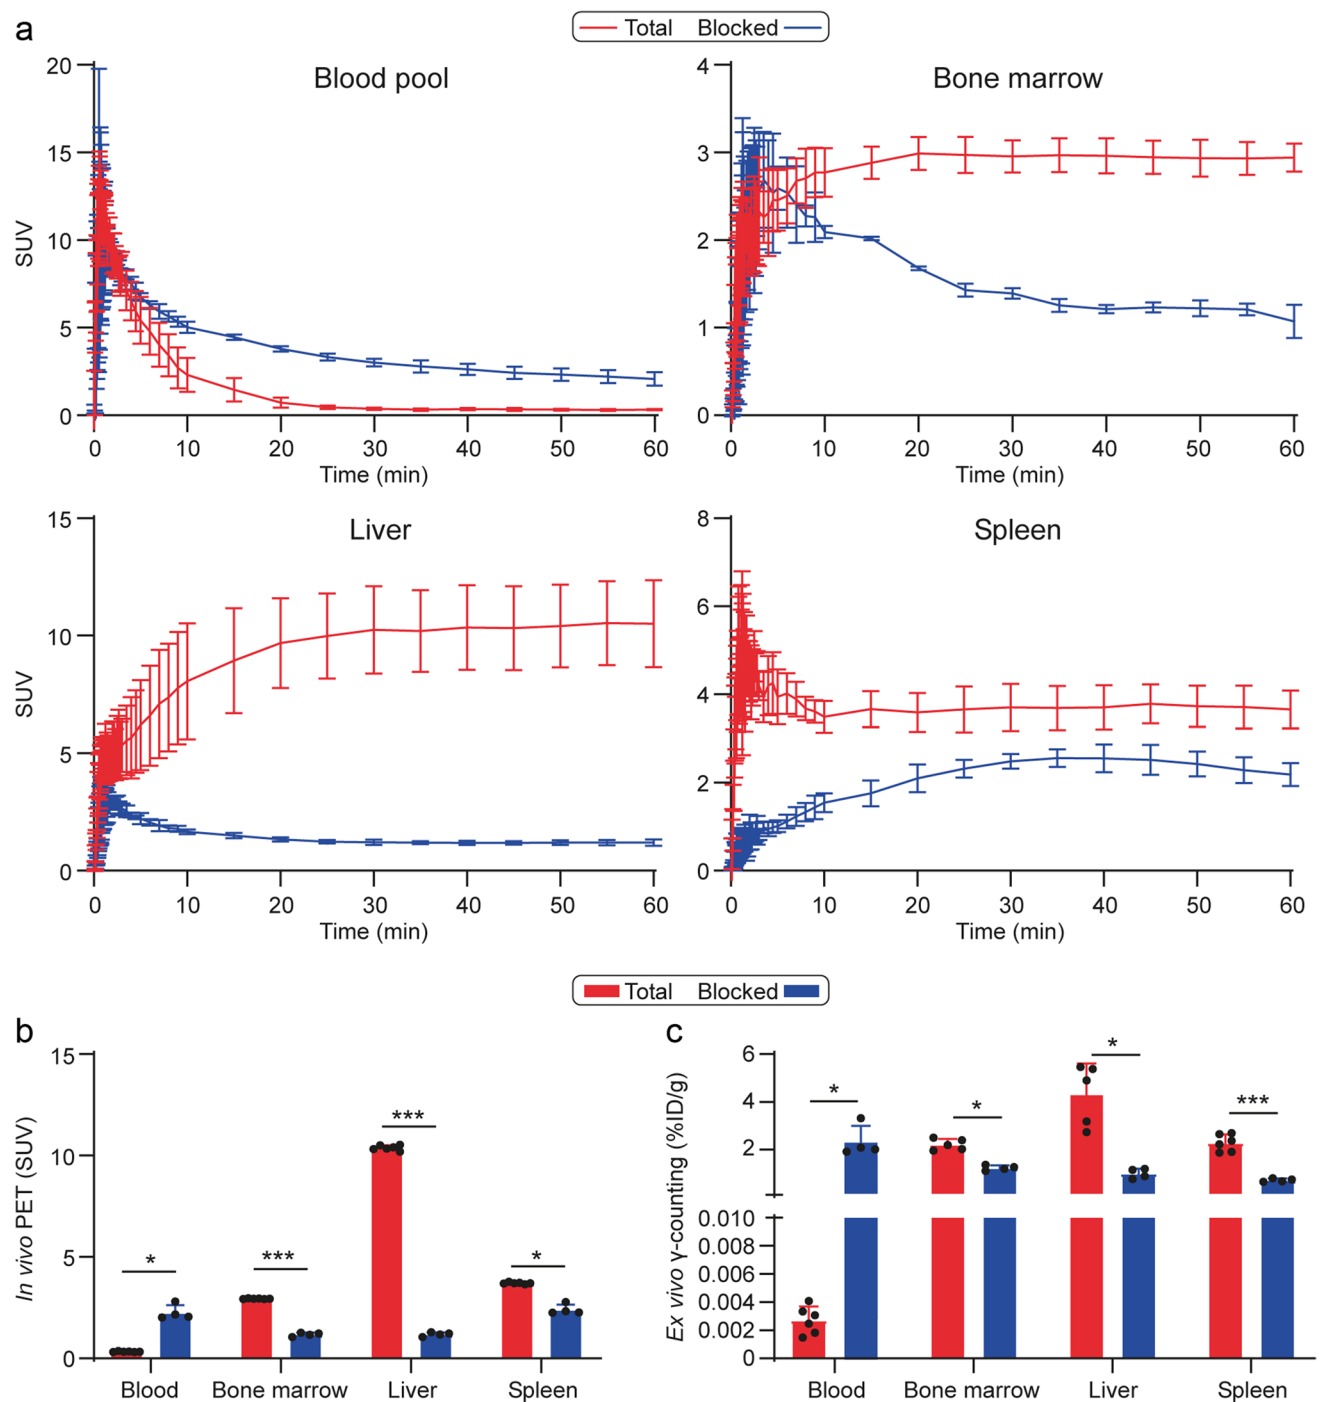 a
Total Blocked
Blood pool
SUV
20
15
10
5
0
0 10 20 30 40 50 60
Time (min)
Bone marrow
4
3
2
1
0
0 10 20 30 40 50 60
Time (min)
Liver
SUV
15
10
5
0
0 10 20 30 40 50 60
Time (min)
Spleen
8
6
4
2
0
0 10 20 30 40 50 60
Time (min)
Total Blocked
b
In vivo PET (SUV)
15
10
5
0
* *** *** *
Blood Bone marrow Liver Spleen
c
Ex vivo γ-counting (%ID/g)
6
4
2
0.010
0.008
0.006
0.004
0.002
0
* * * ***
Blood Bone marrow Liver Spleen